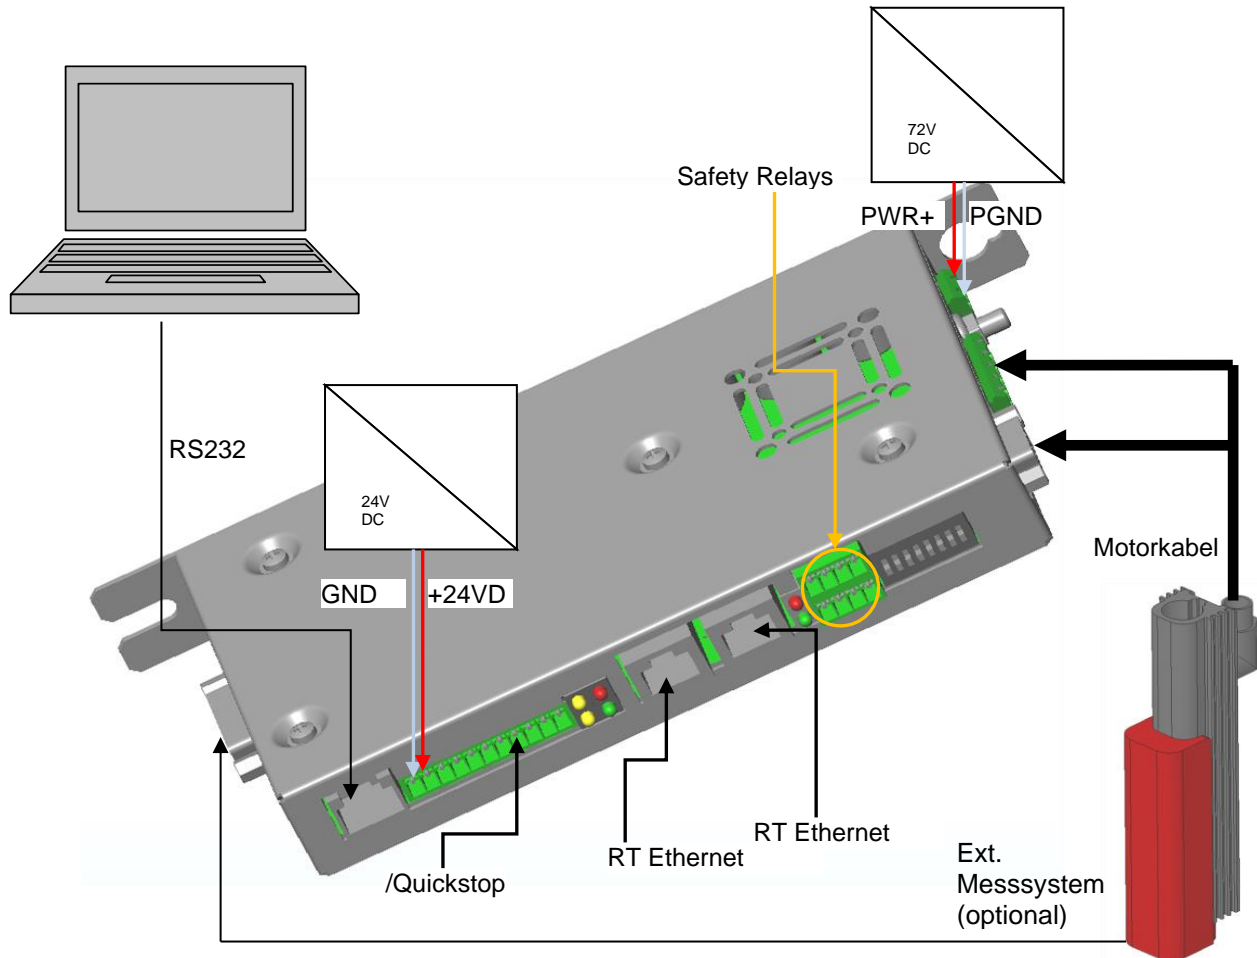 72V
DC
Safety Relays
PWR+
PGND
RS232
24V
DC
GND
+24VD
Motorkabel
RT Ethernet
RT Ethernet
/Quickstop
Ext.
Messsystem
(optional)